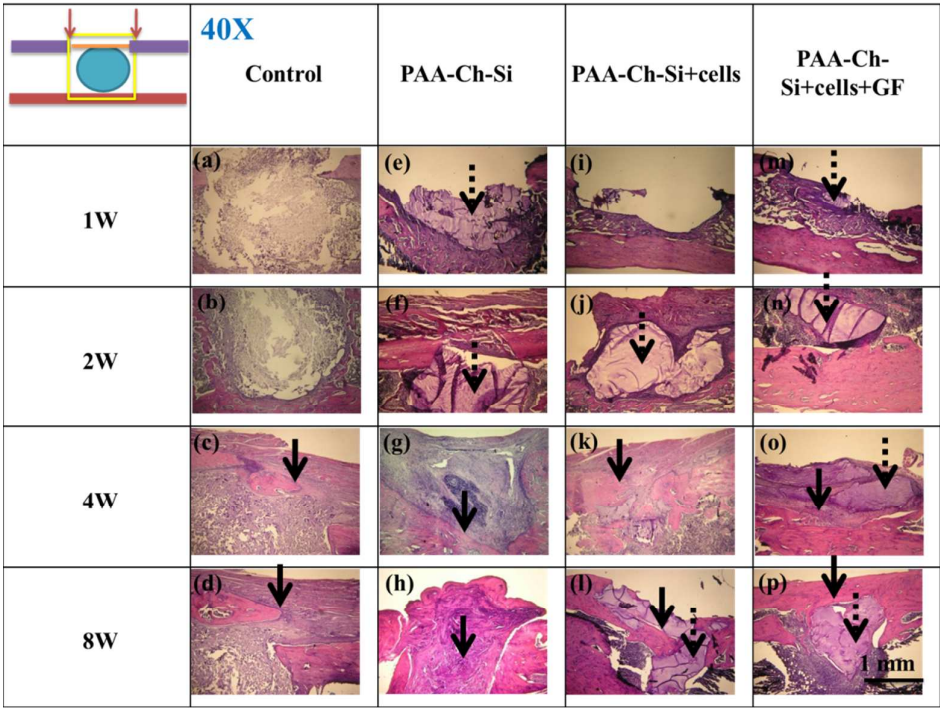 40X
Control
PAA-Ch-Si
PAA-Ch-Si+cells
PAA-Ch-
Si+cells+GF
1W
(a)
(e)
(i)
(m)
2W
(b)
(f)
(j)
(n)
4W
(c)
(g)
(k)
(o)
8W
(d)
(h)
(l)
(p)
1 mm